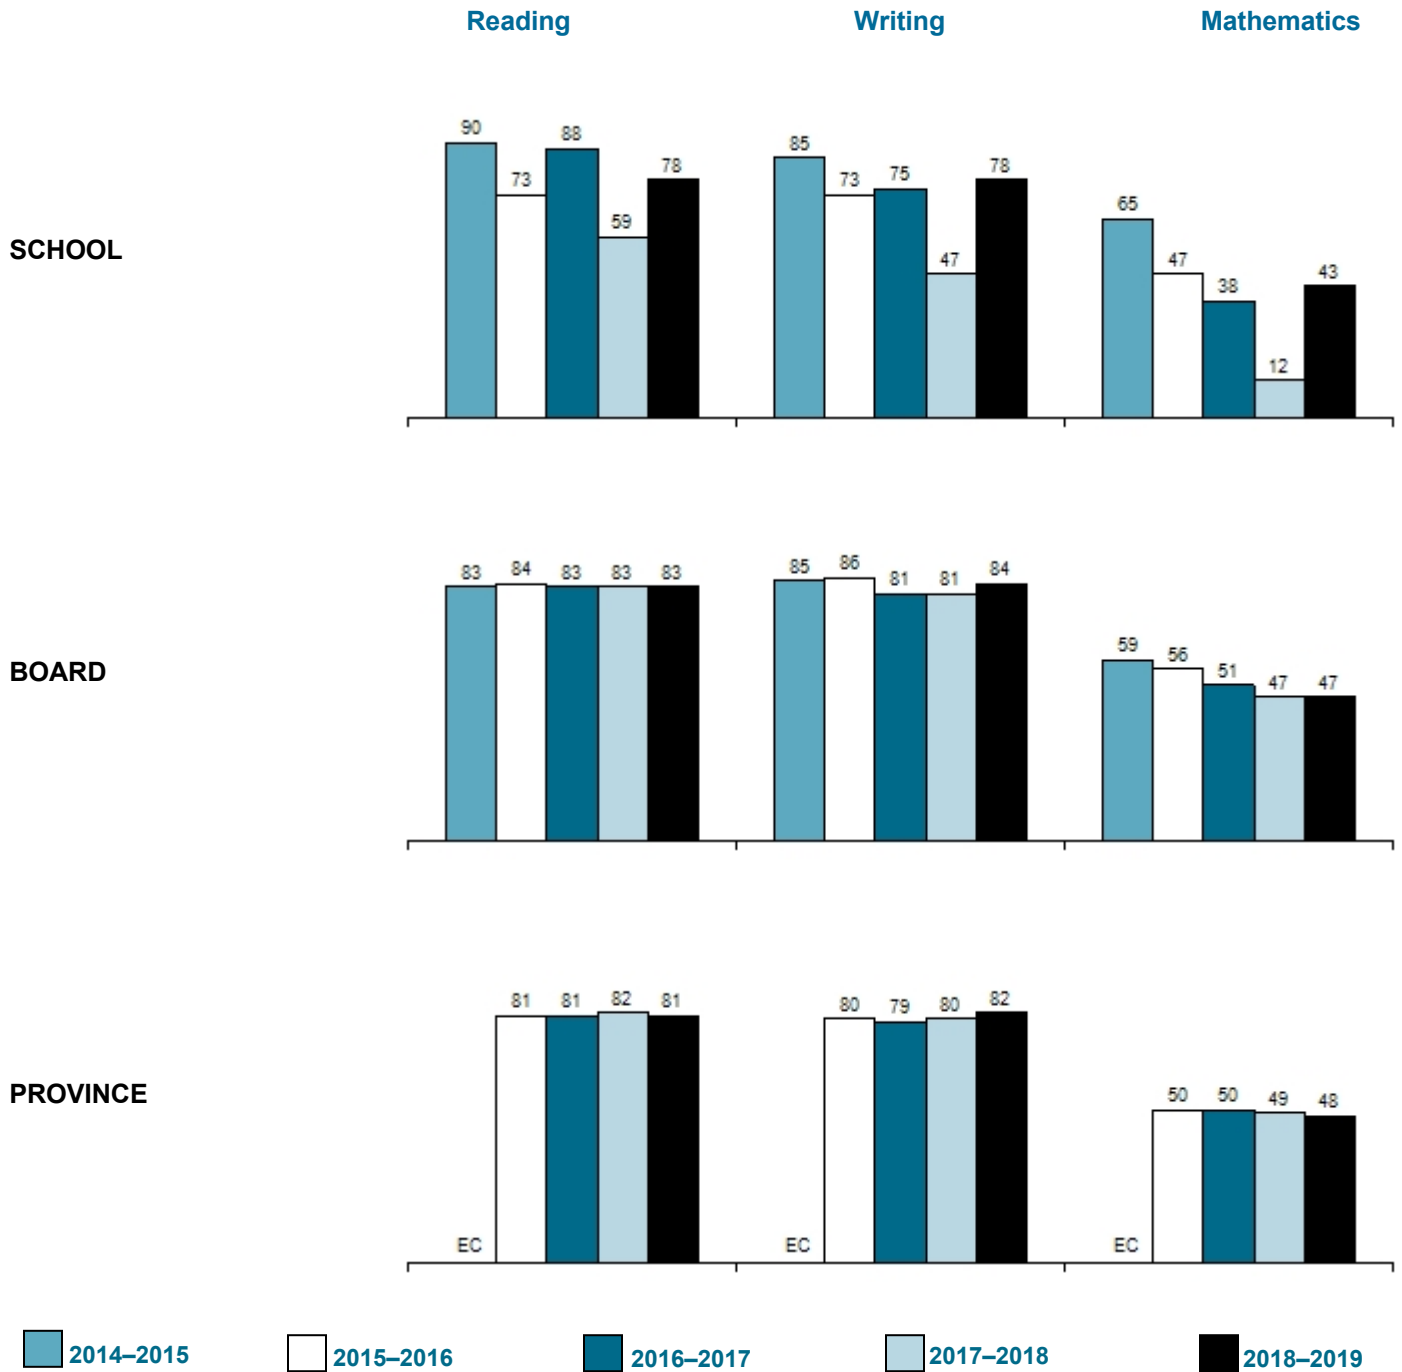 Reading Writing Mathematics
SCHOOL
90 73 88 59 78
85 73 75 47 78
65 47 38 12 43
BOARD
83 84 83 83 83
85 86 81 81 84
59 56 51 47 47
PROVINCE
EC 81 81 82 81
EC 80 79 80 82
EC 50 50 49 48
2014–2015 2015–2016 2016–2017 2017–2018 2018–2019